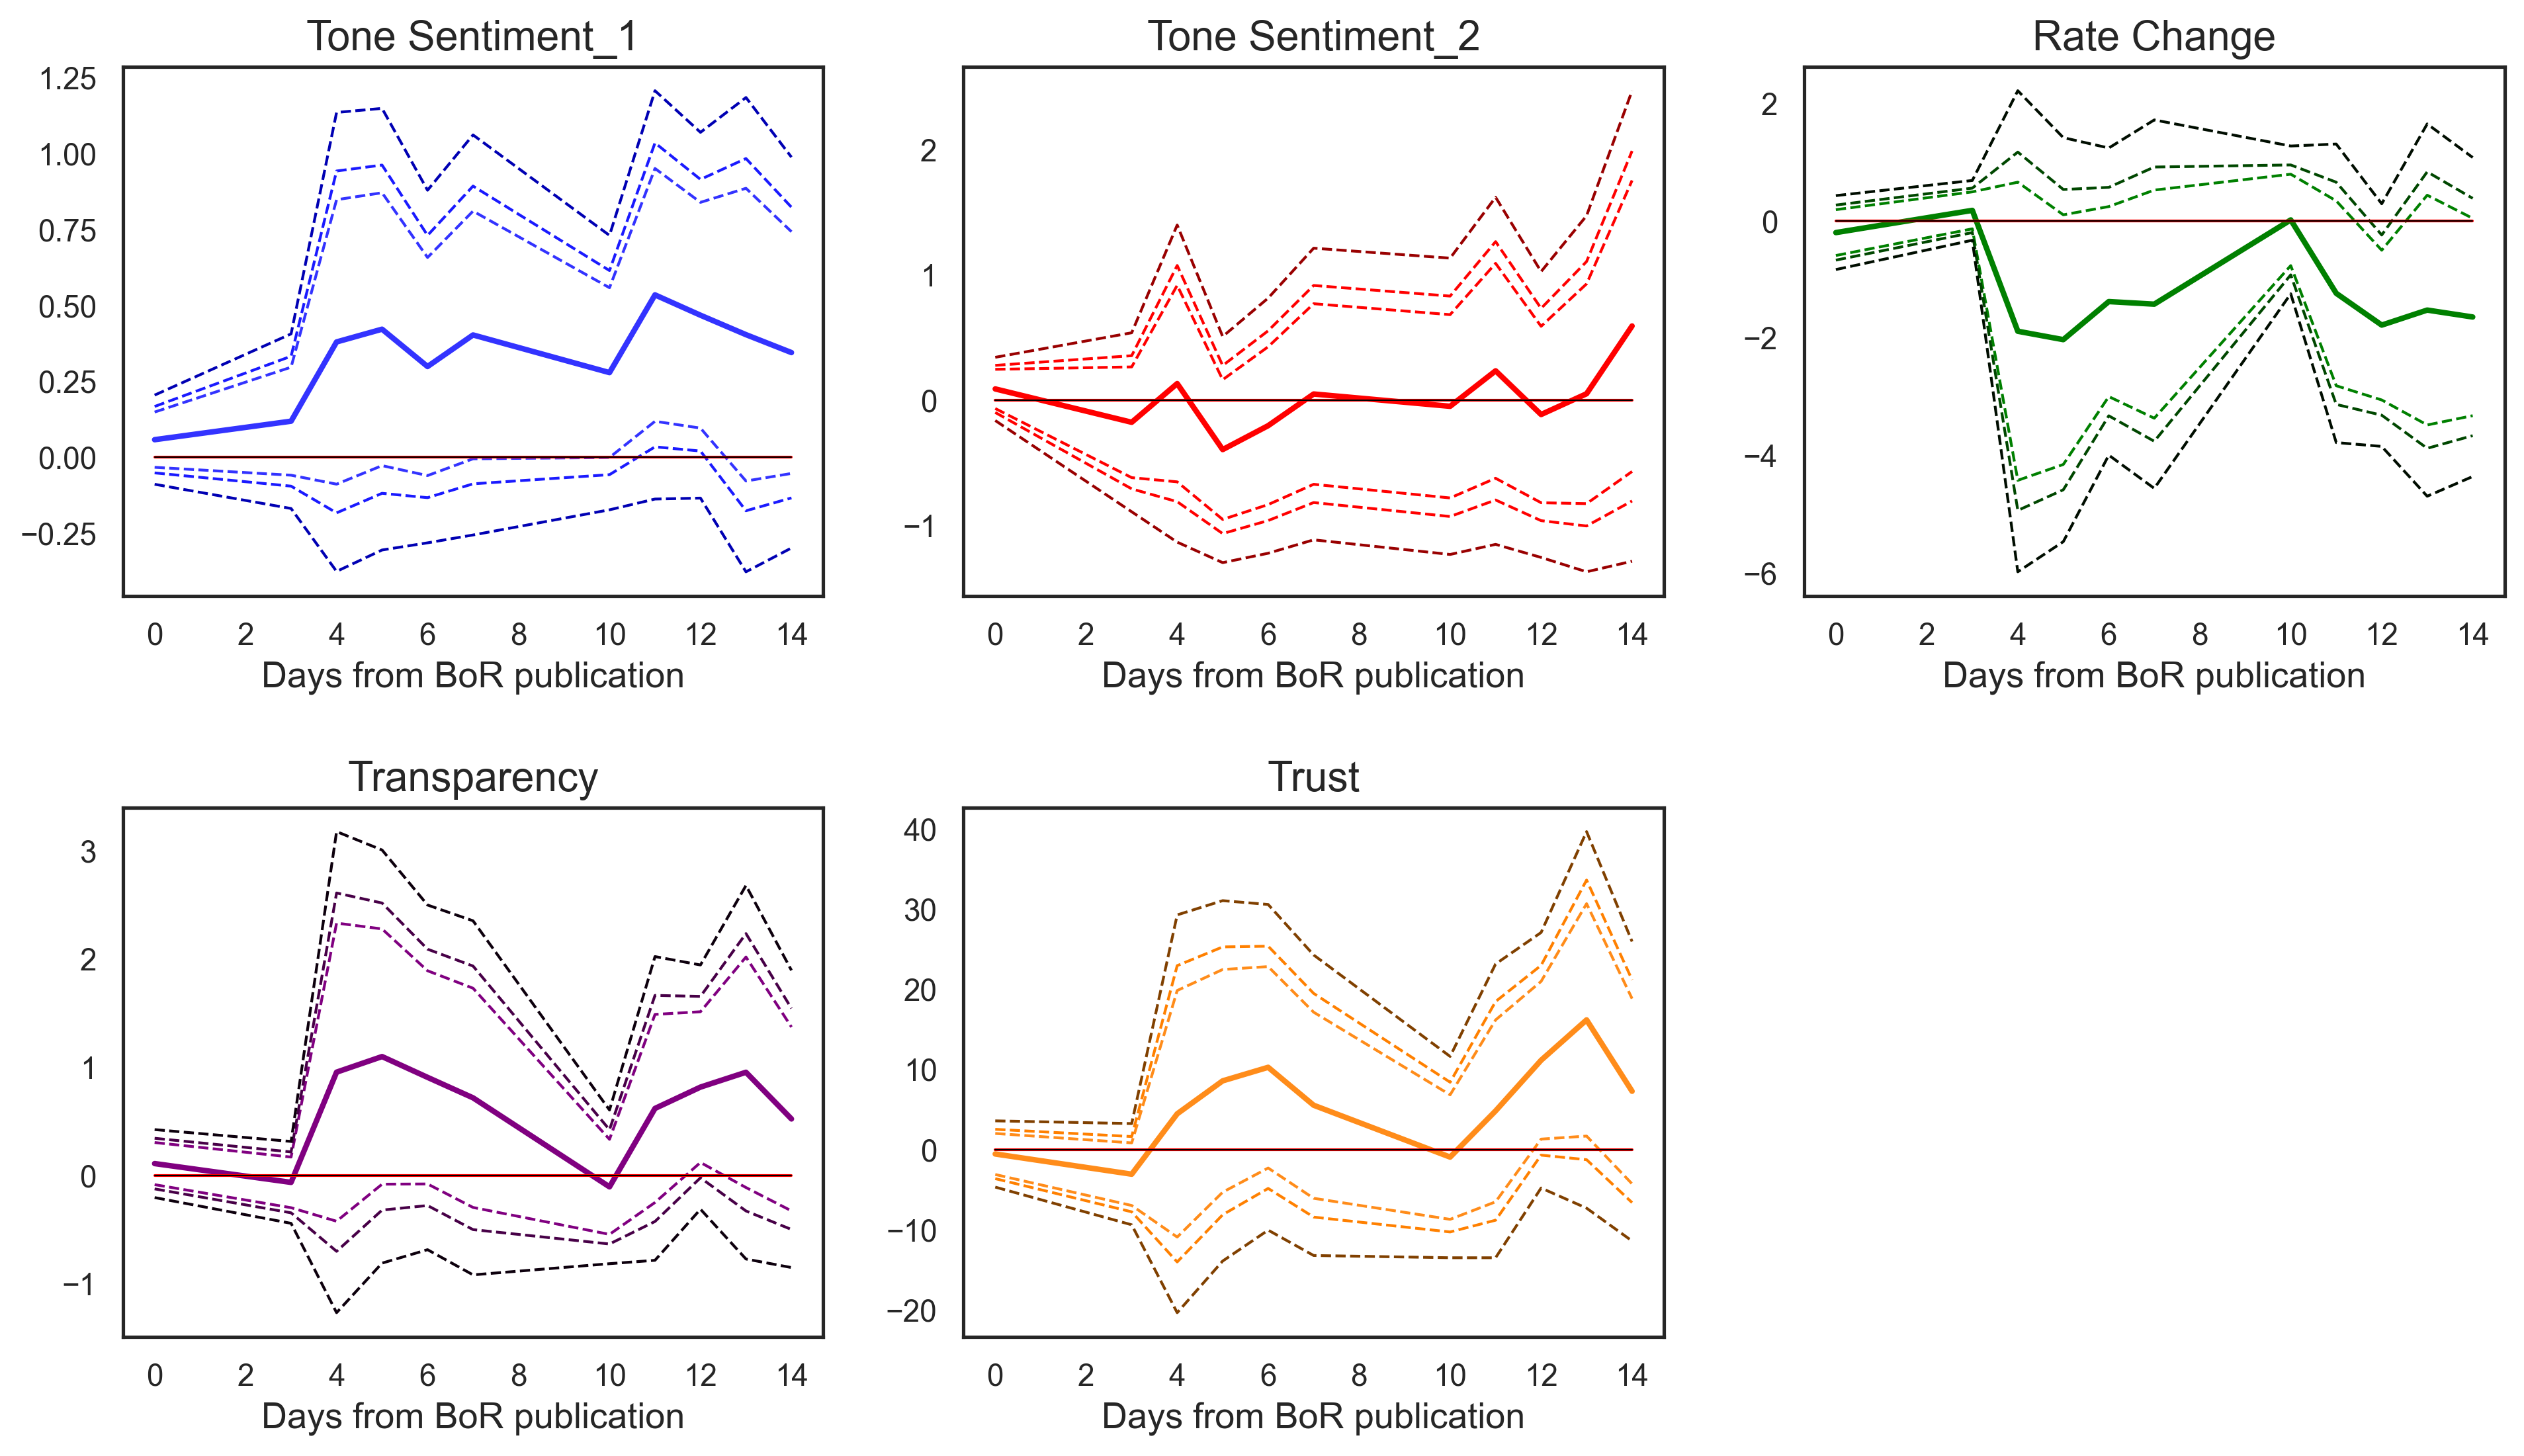 Tone Sentiment_1
1.25
1.00
0.75
0.50
0.25
0.00
−0.25
0 2 4 6 8 10 12 14
Days from BoR publication
Tone Sentiment_2
2
1
0
−1
0 2 4 6 8 10 12 14
Days from BoR publication
Rate Change
2
0
−2
−4
−6
0 2 4 6 8 10 12 14
Days from BoR publication
Transparency
3
2
1
0
−1
0 2 4 6 8 10 12 14
Days from BoR publication
Trust
40
30
20
10
0
−10
−20
0 2 4 6 8 10 12 14
Days from BoR publication